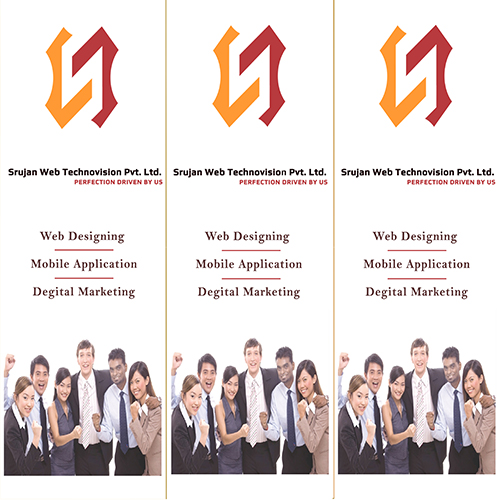 Srujan Web Technovision Pvt. Ltd.
PERFECTION DRIVEN BY US
Web Designing
Mobile Application
Degital Marketing
Srujan Web Technovision Pvt. Ltd.
PERFECTION DRIVEN BY US
Web Designing
Mobile Application
Degital Marketing
Srujan Web Technovision Pvt. Ltd.
PERFECTION DRIVEN BY US
Web Designing
Mobile Application
Degital Marketing